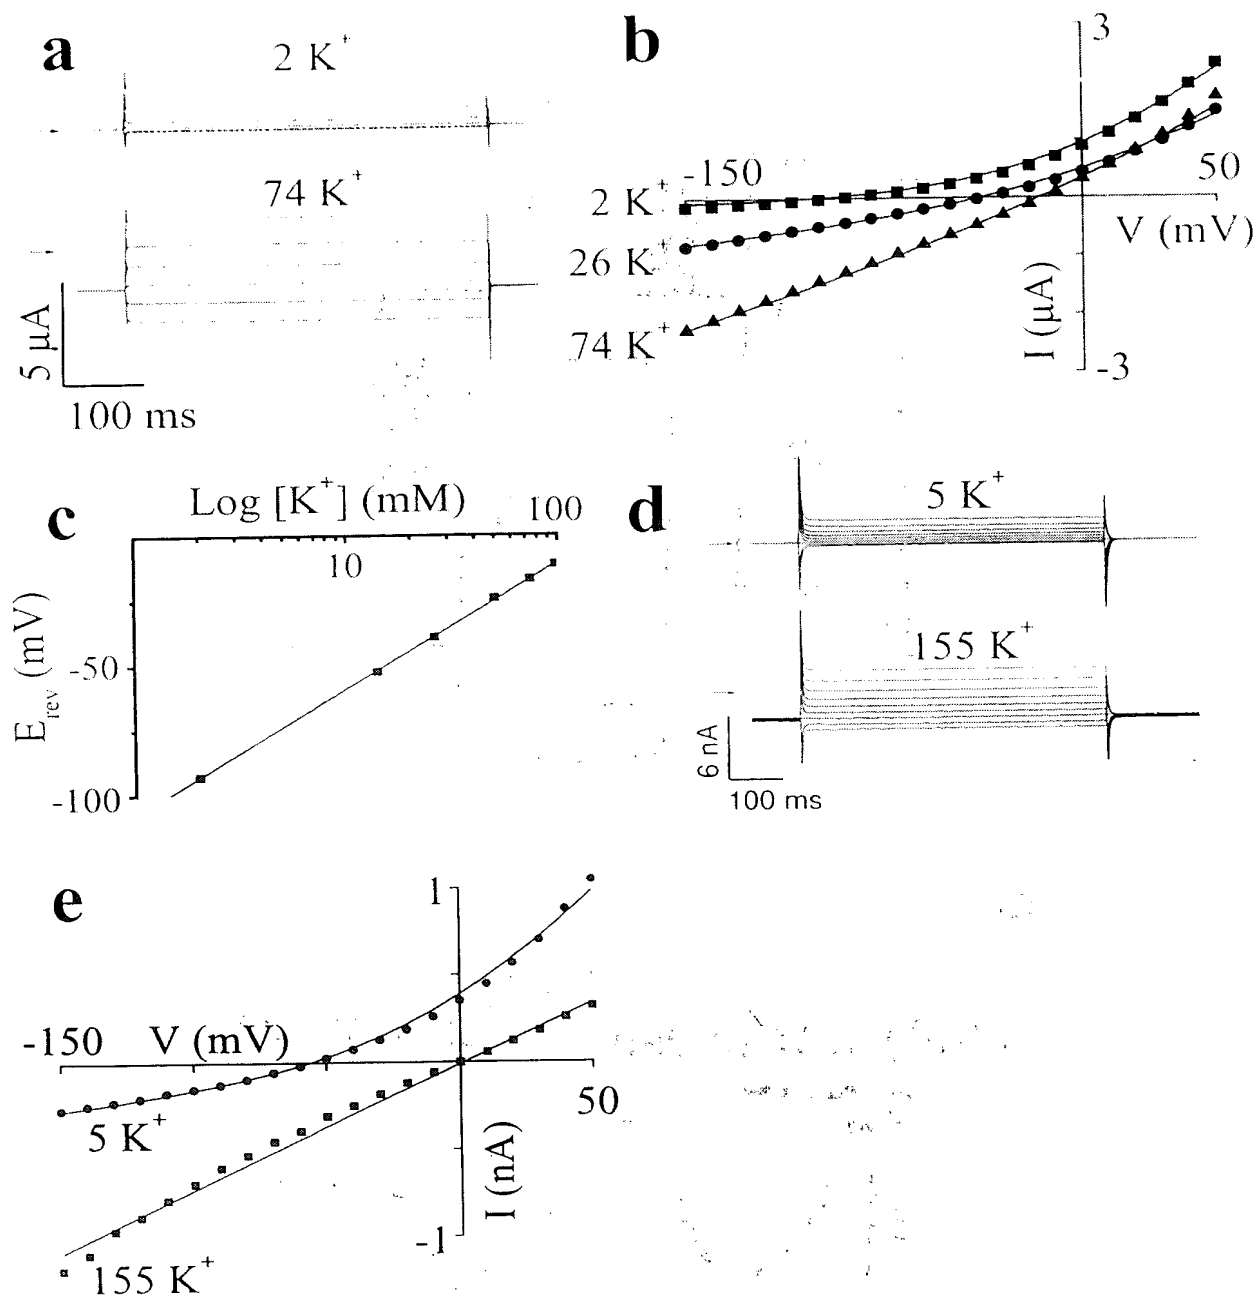 a
2 K+
74 K+
5 µA
100 ms
b
3
-150
50
2 K+
V (mV)
26 K+
74 K+
I (µA)
-3
c
Log [K+] (mM)
100
10
-50
Erev (mV)
-100
d
5 K+
155 K+
6 nA
100 ms
e
1
-150
V (mV)
50
5 K+
I (nA)
-1
155 K+